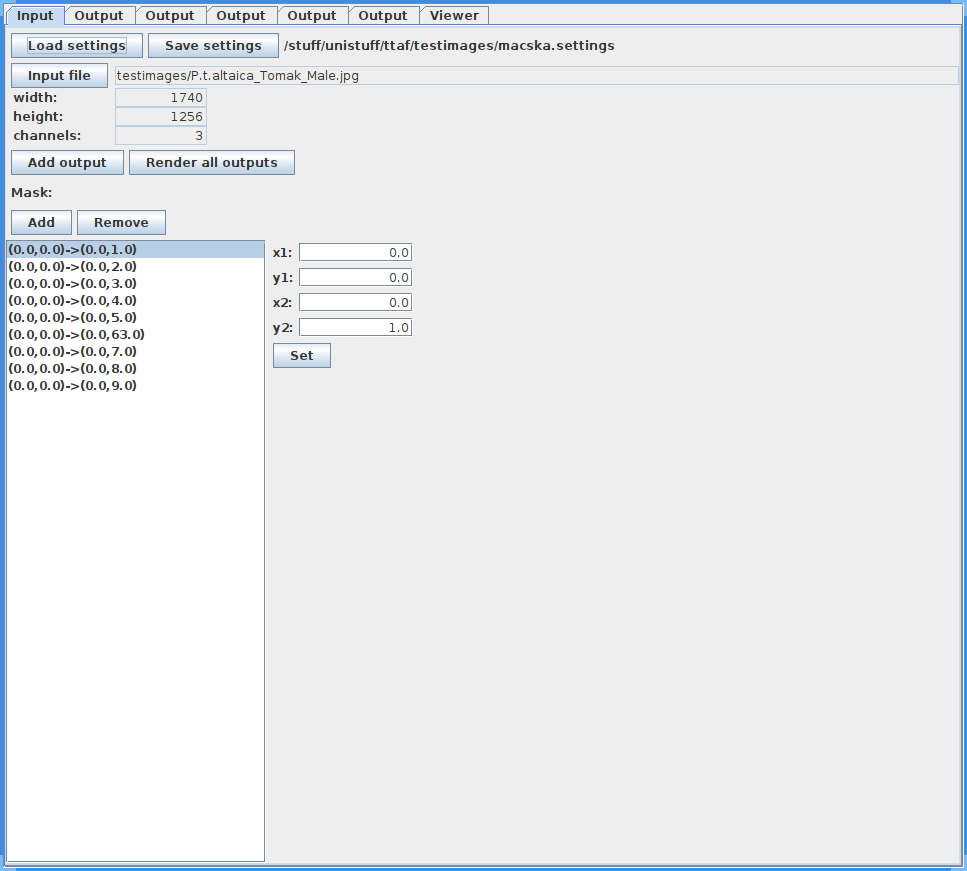 Input Output Output Output Output Output Viewer
Load settings Save settings /stuff/unistuff/ttaf/testimages/macska.settings
Input file testimages/P.t.altaica_Tomak_Male.jpg
width: 1740
height: 1256
channels: 3
Add output Render all outputs
Mask:
Add Remove
(0.0,0.0)->(0.0,1.0)
(0.0,0.0)->(0.0,2.0)
(0.0,0.0)->(0.0,3.0)
(0.0,0.0)->(0.0,4.0)
(0.0,0.0)->(0.0,5.0)
(0.0,0.0)->(0.0,63.0)
(0.0,0.0)->(0.0,7.0)
(0.0,0.0)->(0.0,8.0)
(0.0,0.0)->(0.0,9.0)
x1: 0.0
y1: 0.0
x2: 0.0
y2: 1.0
Set